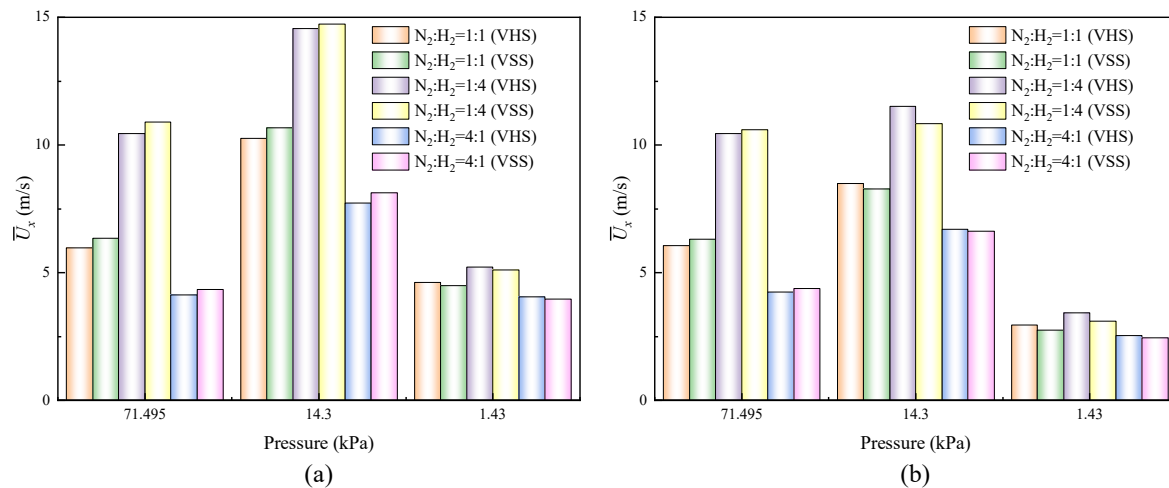 15
10
5
0
U̅ₓ (m/s)
N₂:H₂=1:1 (VHS)
N₂:H₂=1:1 (VSS)
N₂:H₂=1:4 (VHS)
N₂:H₂=1:4 (VSS)
N₂:H₂=4:1 (VHS)
N₂:H₂=4:1 (VSS)
71.495 14.3 1.43
Pressure (kPa)
(a)
15
10
5
0
U̅ₓ (m/s)
N₂:H₂=1:1 (VHS)
N₂:H₂=1:1 (VSS)
N₂:H₂=1:4 (VHS)
N₂:H₂=1:4 (VSS)
N₂:H₂=4:1 (VHS)
N₂:H₂=4:1 (VSS)
71.495 14.3 1.43
Pressure (kPa)
(b)